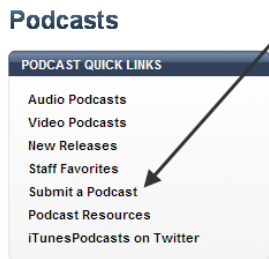 Podcasts
PODCAST QUICK LINKS
Audio Podcasts
Video Podcasts
New Releases
Staff Favorites
Submit a Podcast
Podcast Resources
iTunesPodcasts on Twitter